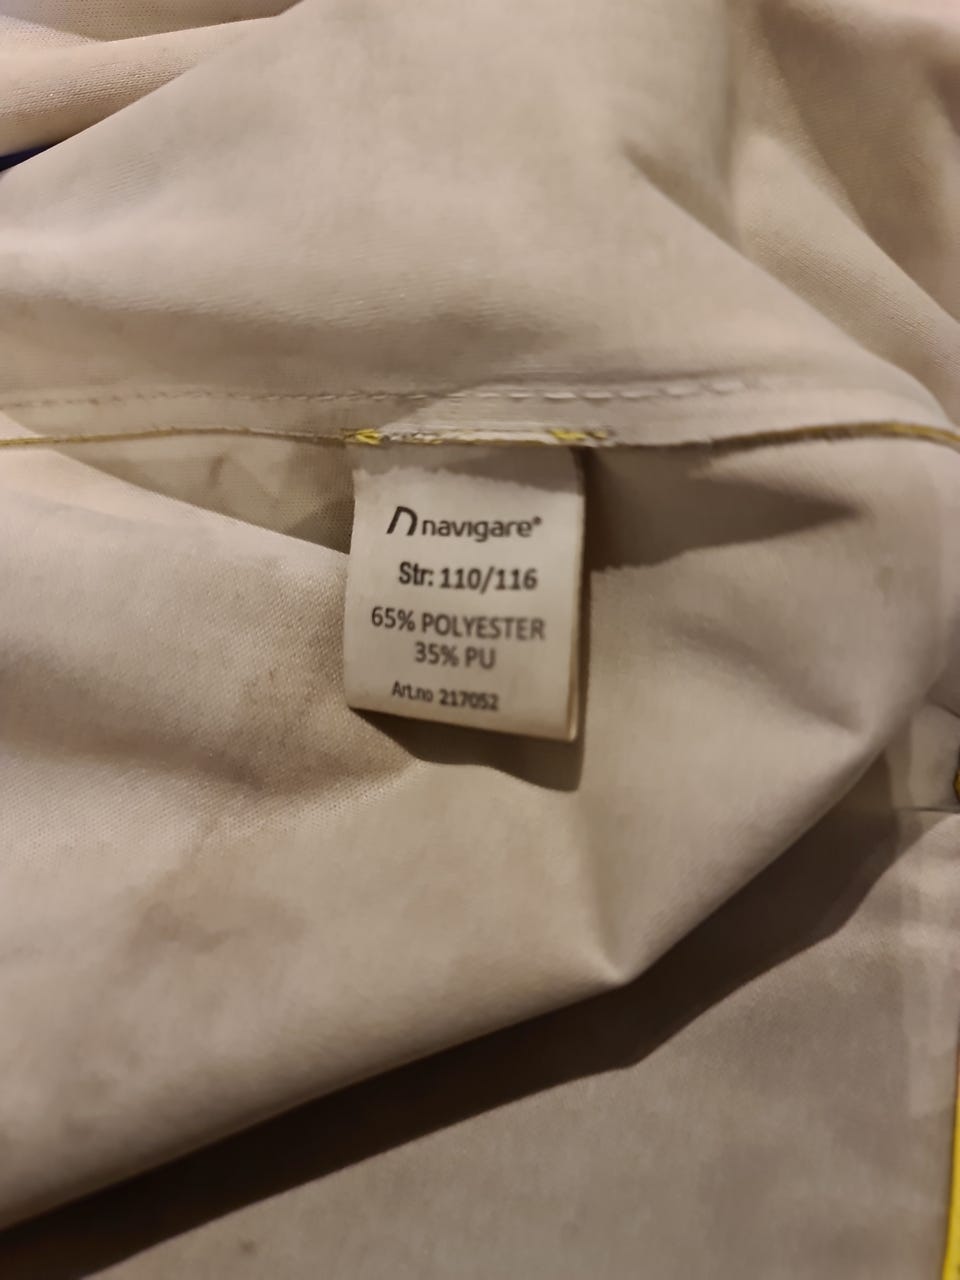 navigare®
Str: 110/116
65% POLYESTER
35% PU
Art.no 217052